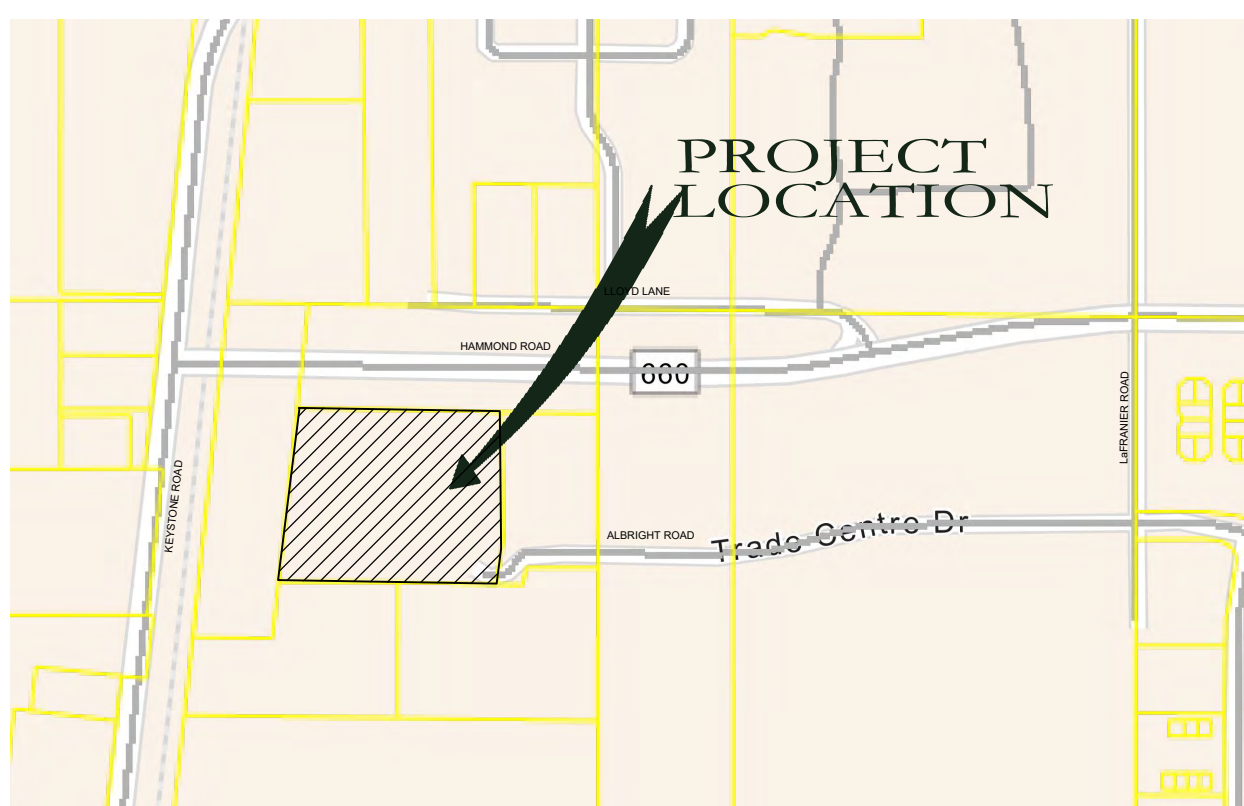 PROJECT
LOCATION
LLOYD LANE
HAMMOND ROAD
660
LaFRANIER ROAD
KEYSTONE ROAD
ALBRIGHT ROAD
Trade Centre Dr